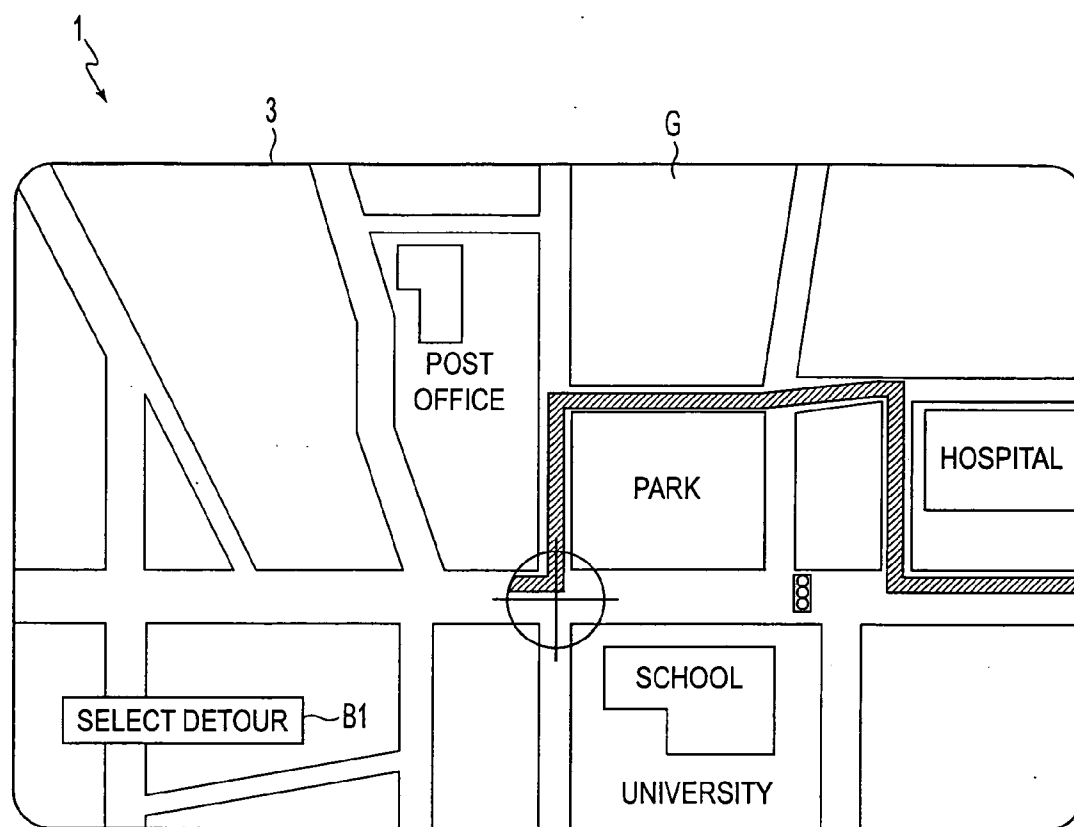 1
3
G
POST
OFFICE
PARK
HOSPITAL
SCHOOL
SELECT DETOUR
B1
UNIVERSITY